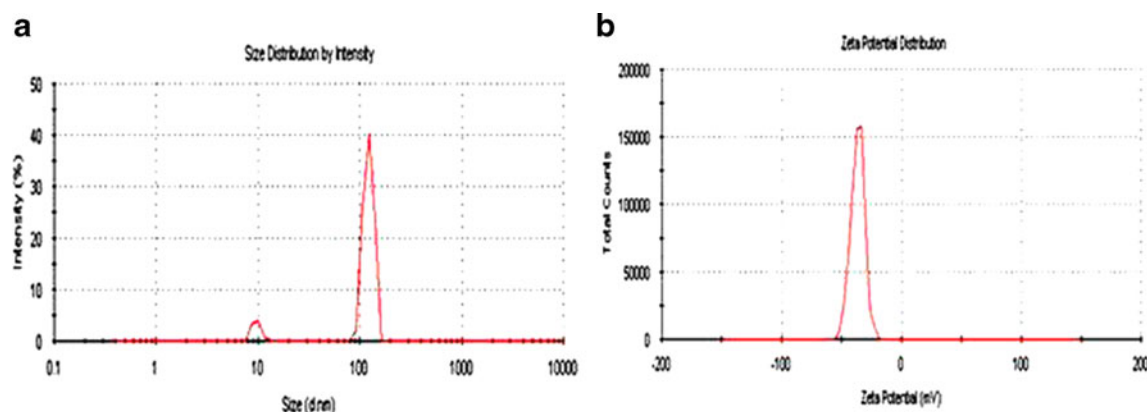 a
Size Distribution by Intensity
50
40
30
20
10
0
Intensity (%)
0.1 1 10 100 1000 10000
Size (d.nm)
b
Zeta Potential Distribution
200000
150000
100000
50000
0
Total Counts
-200 -100 0 100 200
Zeta Potential (mV)